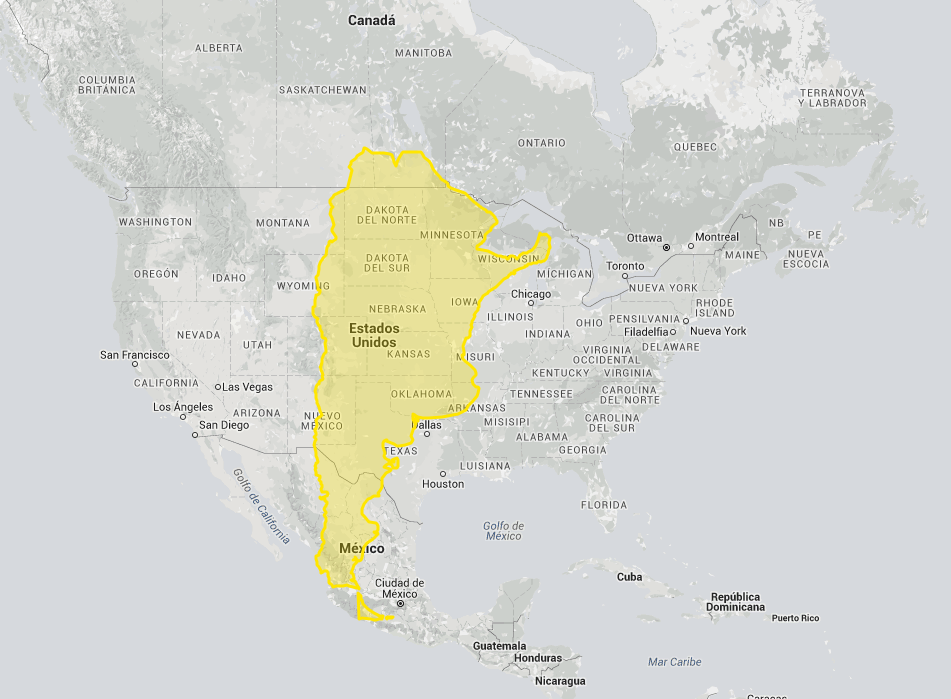 Canadá
ALBERTA
MANITOBA
COLUMBIA
BRITÁNICA
SASKATCHEWAN
TERRANOVA
Y LABRADOR
ONTARIO
QUEBEC
DAKOTA
DEL NORTE
WASHINGTON
MONTANA
MINNESOTA
Ottawa
Montreal
NB
PE
MAINE
NUEVA
ESCOCIA
OREGÓN
IDAHO
WYOMING
DAKOTA
DEL SUR
WISCONSIN
MICHIGAN
Toronto
NUEVA YORK
Chicago
IOWA
NEBRASKA
ILLINOIS
INDIANA
OHIO
PENSILVANIA
RHODE
ISLAND
Filadelfia
Nueva York
NEVADA
UTAH
Estados
Unidos
KANSAS
MISURI
VIRGINIA
OCCIDENTAL
DELAWARE
San Francisco
CALIFORNIA
Las Vegas
KENTUCKY
VIRGINIA
OKLAHOMA
TENNESSEE
CAROLINA
DEL NORTE
Los Ángeles
ARIZONA
NUEVO
MÉXICO
ARKANSAS
San Diego
Dallas
MISISIPI
CAROLINA
DEL SUR
ALABAMA
GEORGIA
TEXAS
LUISIANA
Houston
Golfo de California
FLORIDA
Golfo de
México
México
Ciudad de
México
Cuba
República
Dominicana
Puerto Rico
Guatemala
Honduras
Mar Caribe
Nicaragua
Caracas